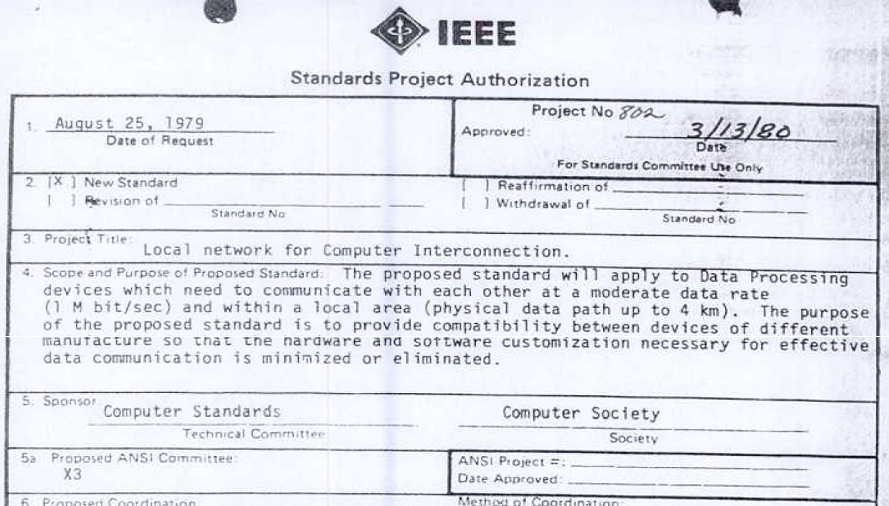 IEEE
Standards Project Authorization
1. August 25, 1979
Date of Request
Project No 802
Approved: 3/13/80
Date
For Standards Committee Use Only
2. [X ] New Standard
[ ] Revision of
Standard No
[ ] Reaffirmation of
[ ] Withdrawal of
Standard No
3. Project Title:
Local network for Computer Interconnection.
4. Scope and Purpose of Proposed Standard: The proposed standard will apply to Data Processing
devices which need to communicate with each other at a moderate data rate
(1 M bit/sec) and within a local area (physical data path up to 4 km). The purpose
of the proposed standard is to provide compatibility between devices of different
manufacture so that the hardware and software customization necessary for effective
data communication is minimized or eliminated.
5. Sponsor:
Computer Standards
Technical Committee
Computer Society
Society
5a Proposed ANSI Committee:
X3
ANSI Project =:
Date Approved:
6. Proposed Coordination
Method of Coordination: